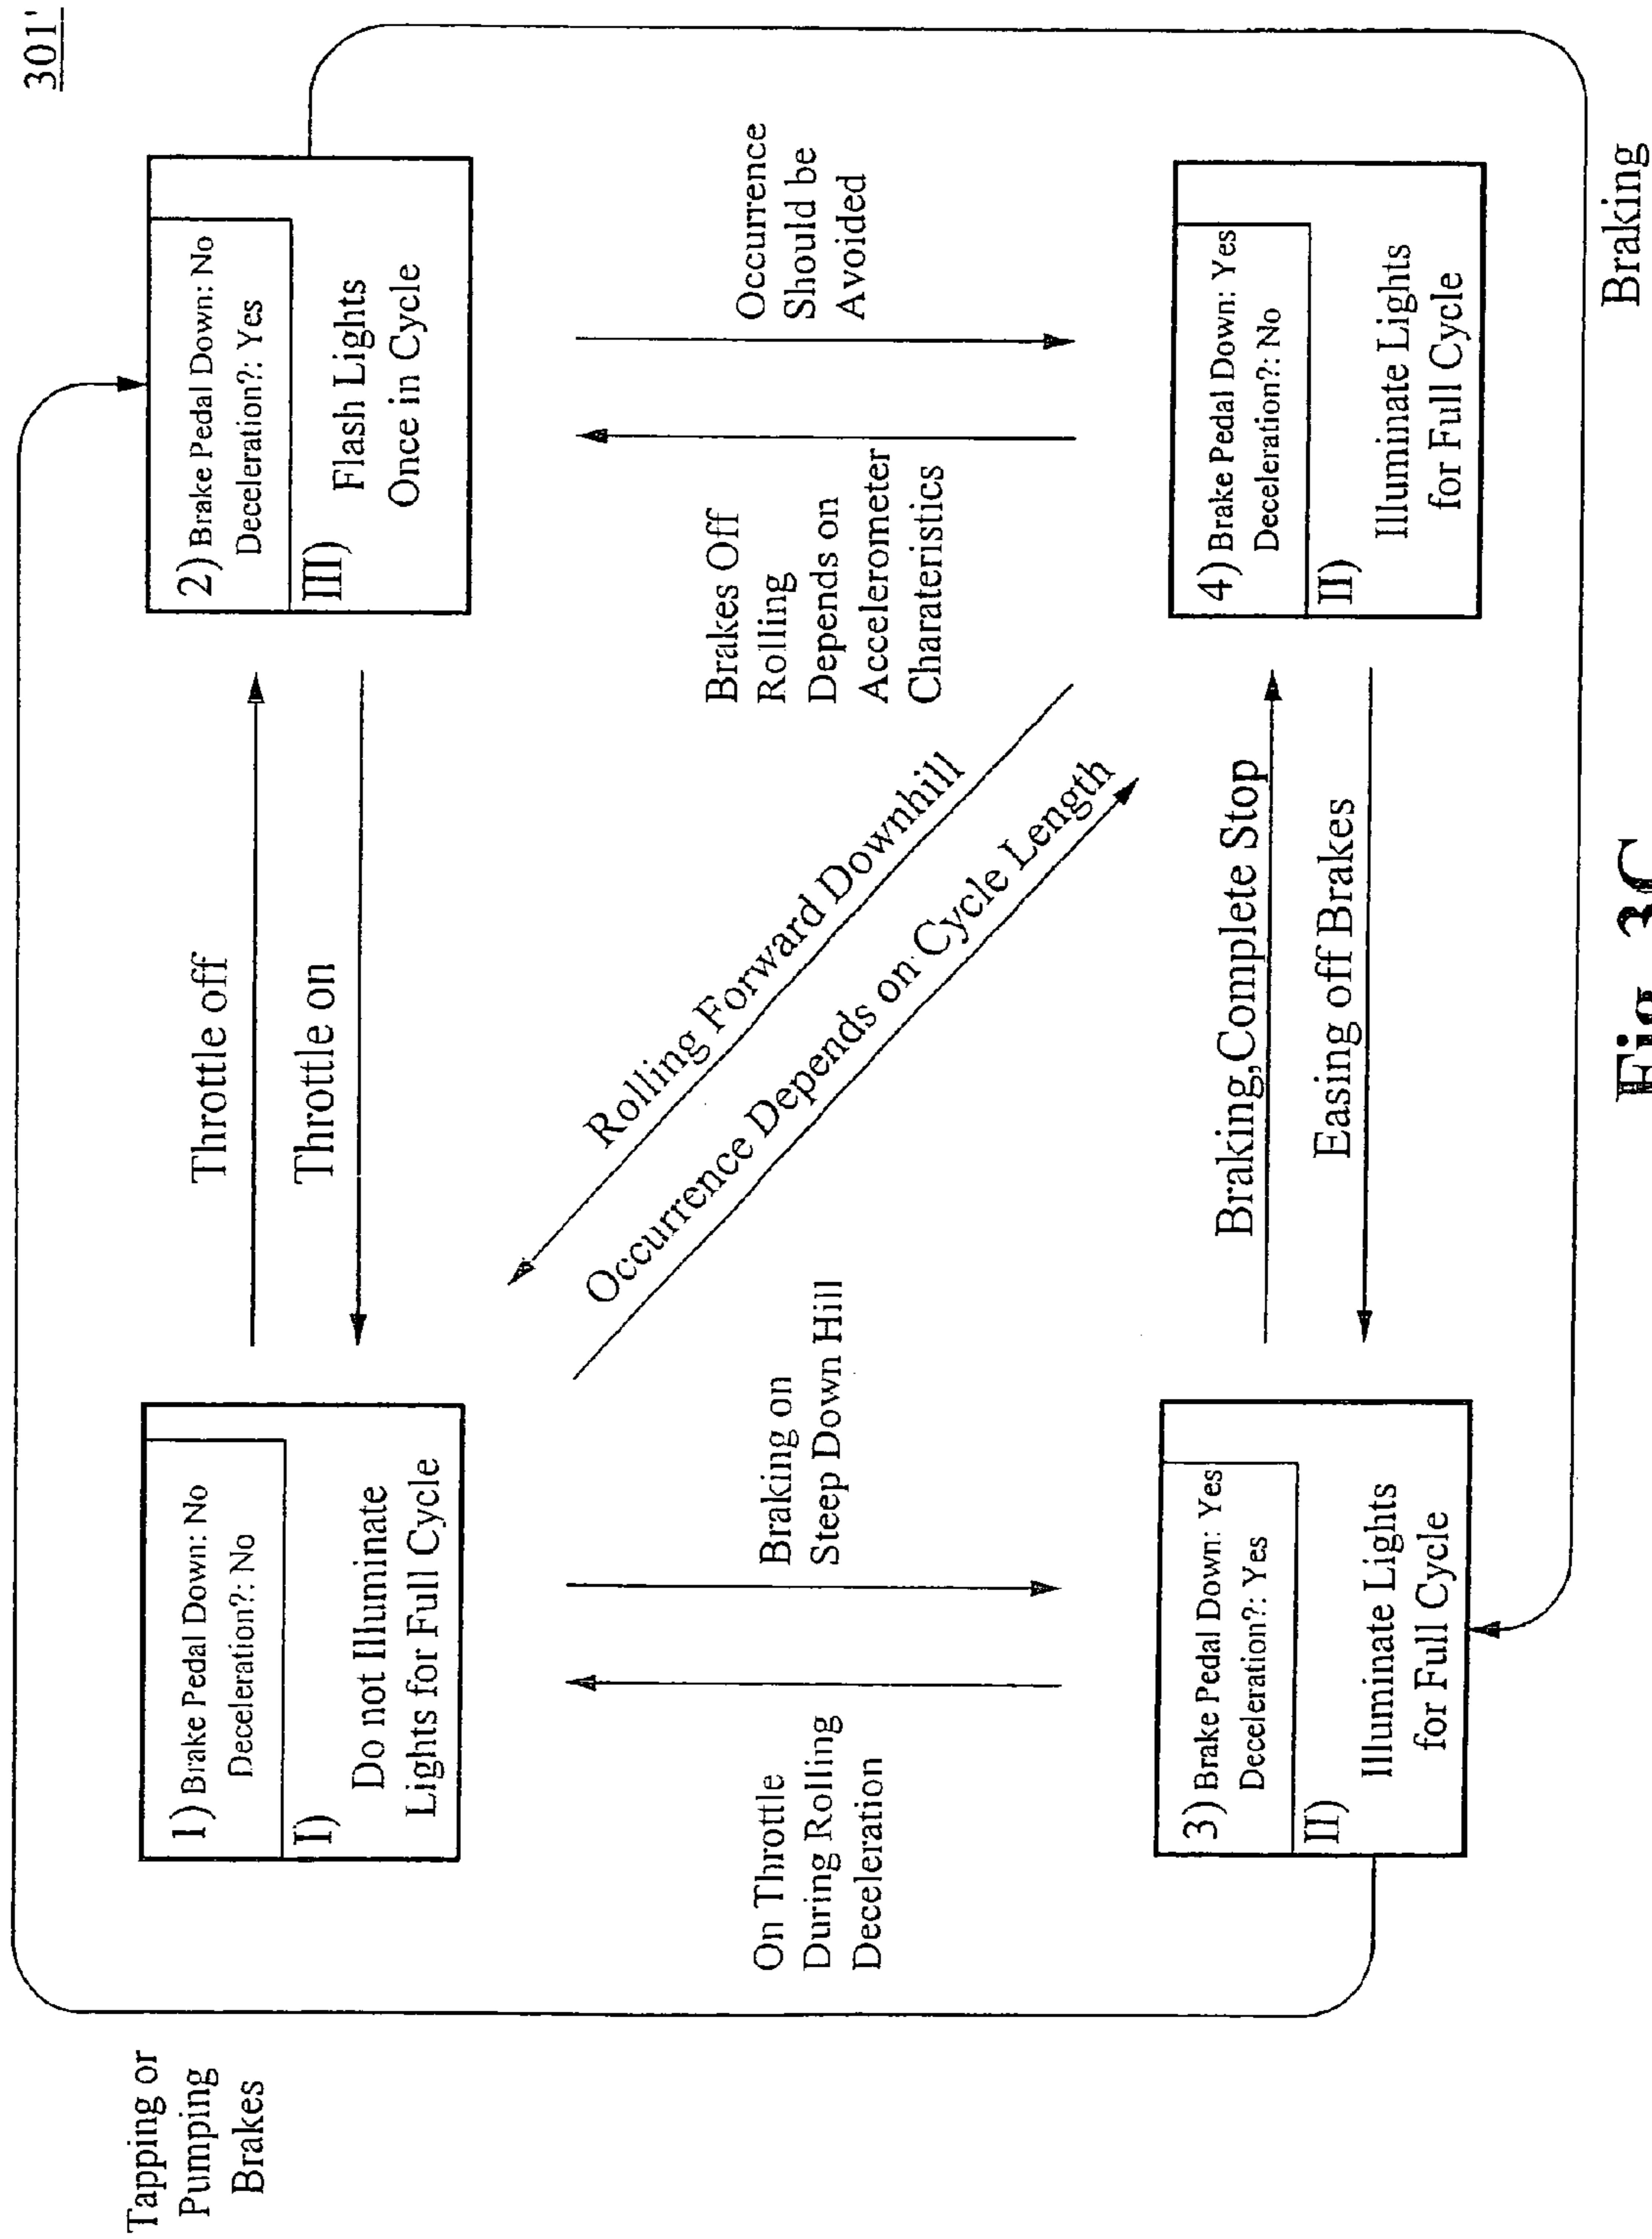 301'
Tapping or
Pumping
Brakes
1) Brake Pedal Down: No
Deceleration?: No
I)
Do not Illuminate
Lights for Full Cycle
Throttle off
Throttle on
2) Brake Pedal Down: No
Deceleration?: Yes
III)
Flash Lights
Once in Cycle
On Throttle
During Rolling
Deceleration
Braking on
Steep Down Hill
Rolling Forward Downhill
Occurrence Depends on Cycle Length
Brakes Off
Rolling
Depends on
Accelerometer
Charateristics
Occurrence
Should be
Avoided
3) Brake Pedal Down: Yes
Deceleration?: Yes
II)
Illuminate Lights
for Full Cycle
Braking, Complete Stop
Easing off Brakes
4) Brake Pedal Down: Yes
Deceleration?: No
II)
Illuminate Lights
for Full Cycle
Braking
Fig. 3C